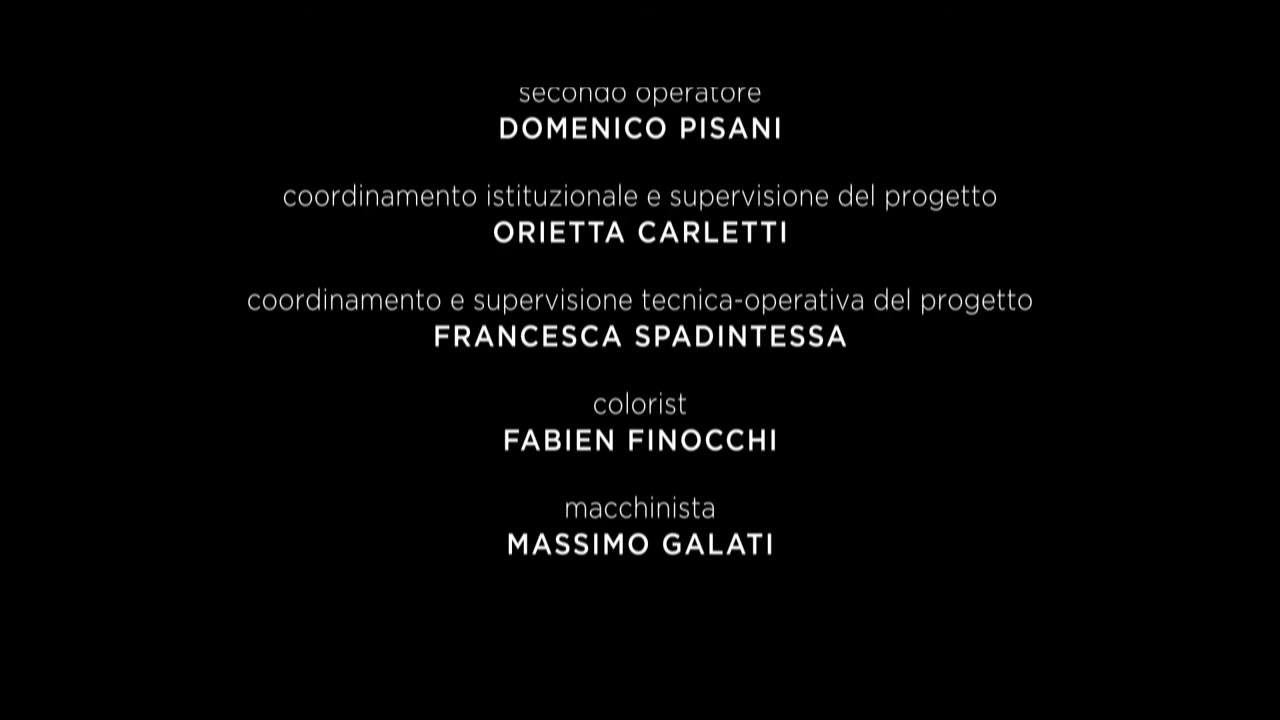 secondo operatore
DOMENICO PISANI
coordinamento istituzionale e supervisione del progetto
ORIETTA CARLETTI
coordinamento e supervisione tecnica-operativa del progetto
FRANCESCA SPADINTESSA
colorist
FABIEN FINOCCHI
macchinista
MASSIMO GALATI